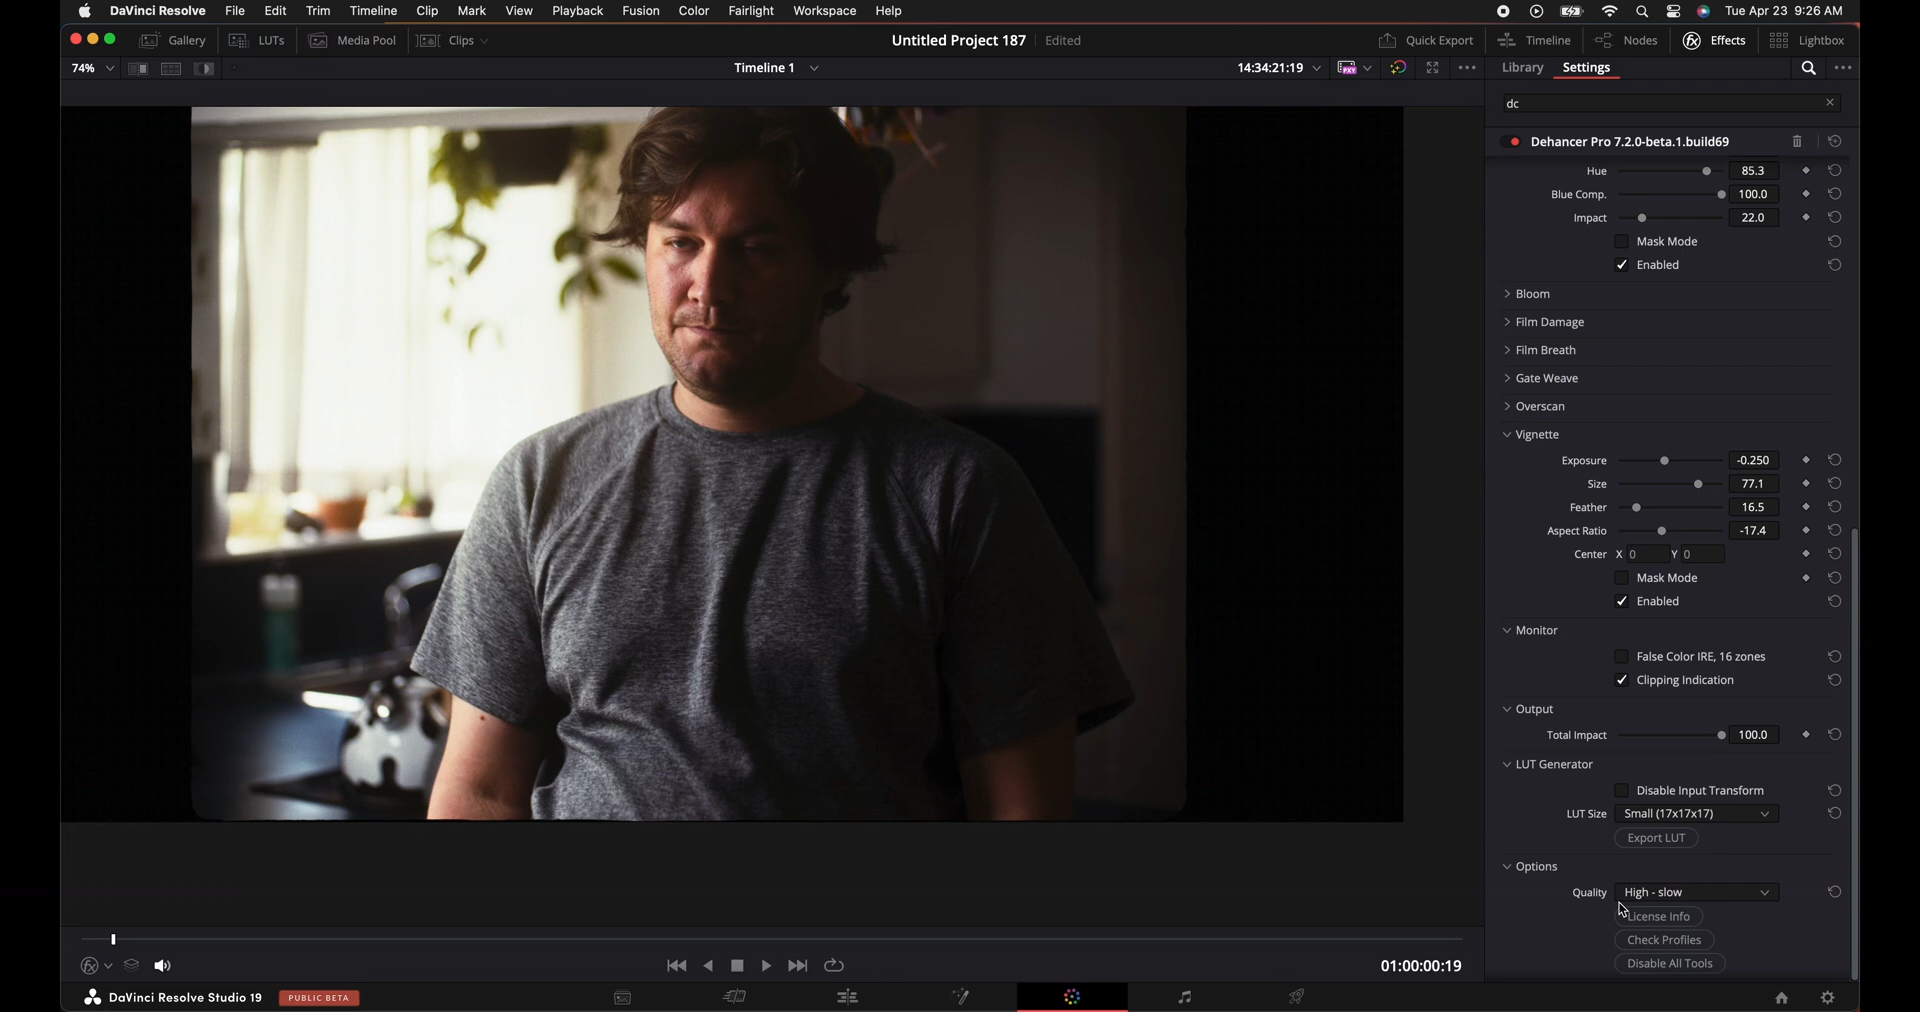 DaVinci Resolve File Edit Trim Timeline Clip Mark View Playback Fusion Color Fairlight Workspace Help Tue Apr 23 9:26 AM
Gallery LUTs Media Pool Clips Untitled Project 187 Edited Quick Export Timeline Nodes Effects Lightbox
74% Timeline 1 14:34:21:19 PXY Library Settings
dc
Dehancer Pro 7.2.0-beta.1.build69
Hue 85.3
Blue Comp. 100.0
Impact 22.0
Mask Mode
Enabled
Bloom
Film Damage
Film Breath
Gate Weave
Overscan
Vignette
Exposure -0.250
Size 77.1
Feather 16.5
Aspect Ratio -17.4
Center X 0 Y 0
Mask Mode
Enabled
Monitor
False Color IRE, 16 zones
Clipping Indication
Output
Total Impact 100.0
LUT Generator
Disable Input Transform
LUT Size Small (17x17x17)
Export LUT
Options
Quality High - slow
License Info
Check Profiles
Disable All Tools
01:00:00:19
DaVinci Resolve Studio 19 PUBLIC BETA